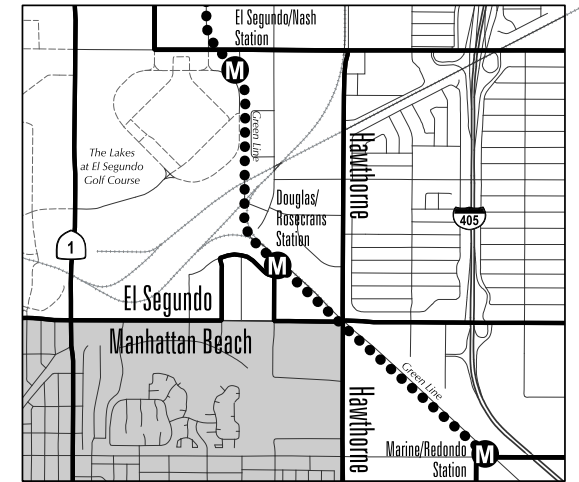 El Segundo/Nash
Station
M
Green Line
The Lakes
at El Segundo
Golf Course
Hawthorne
Douglas/
Rosecrans
Station
405
1
M
El Segundo
Manhattan Beach
Green Line
Hawthorne
Marine/Redondo
Station
M